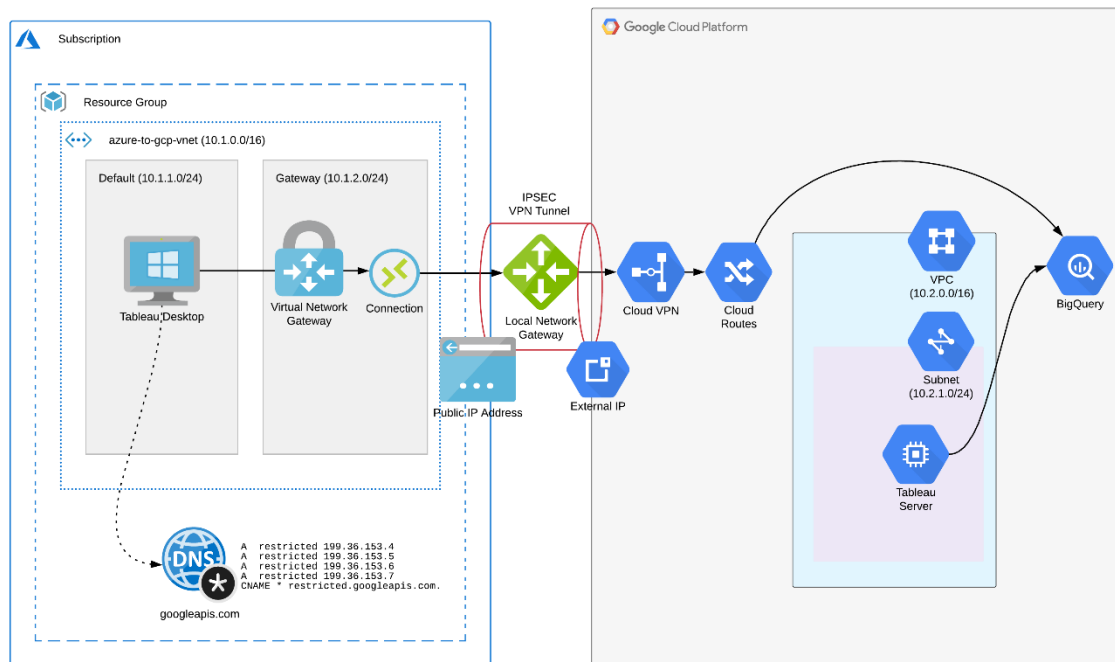 Subscription
Google Cloud Platform
Resource Group
azure-to-gcp-vnet (10.1.0.0/16)
Default (10.1.1.0/24)
Gateway (10.1.2.0/24)
Tableau Desktop
Virtual Network
Gateway
Connection
IPSEC
VPN Tunnel
Local Network
Gateway
Public IP Address
External IP
Cloud VPN
Cloud
Routes
VPC
(10.2.0.0/16)
Subnet
(10.2.1.0/24)
Tableau
Server
BigQuery
DNS
A restricted 199.36.153.4
A restricted 199.36.153.5
A restricted 199.36.153.6
A restricted 199.36.153.7
CNAME * restricted.googleapis.com.
googleapis.com